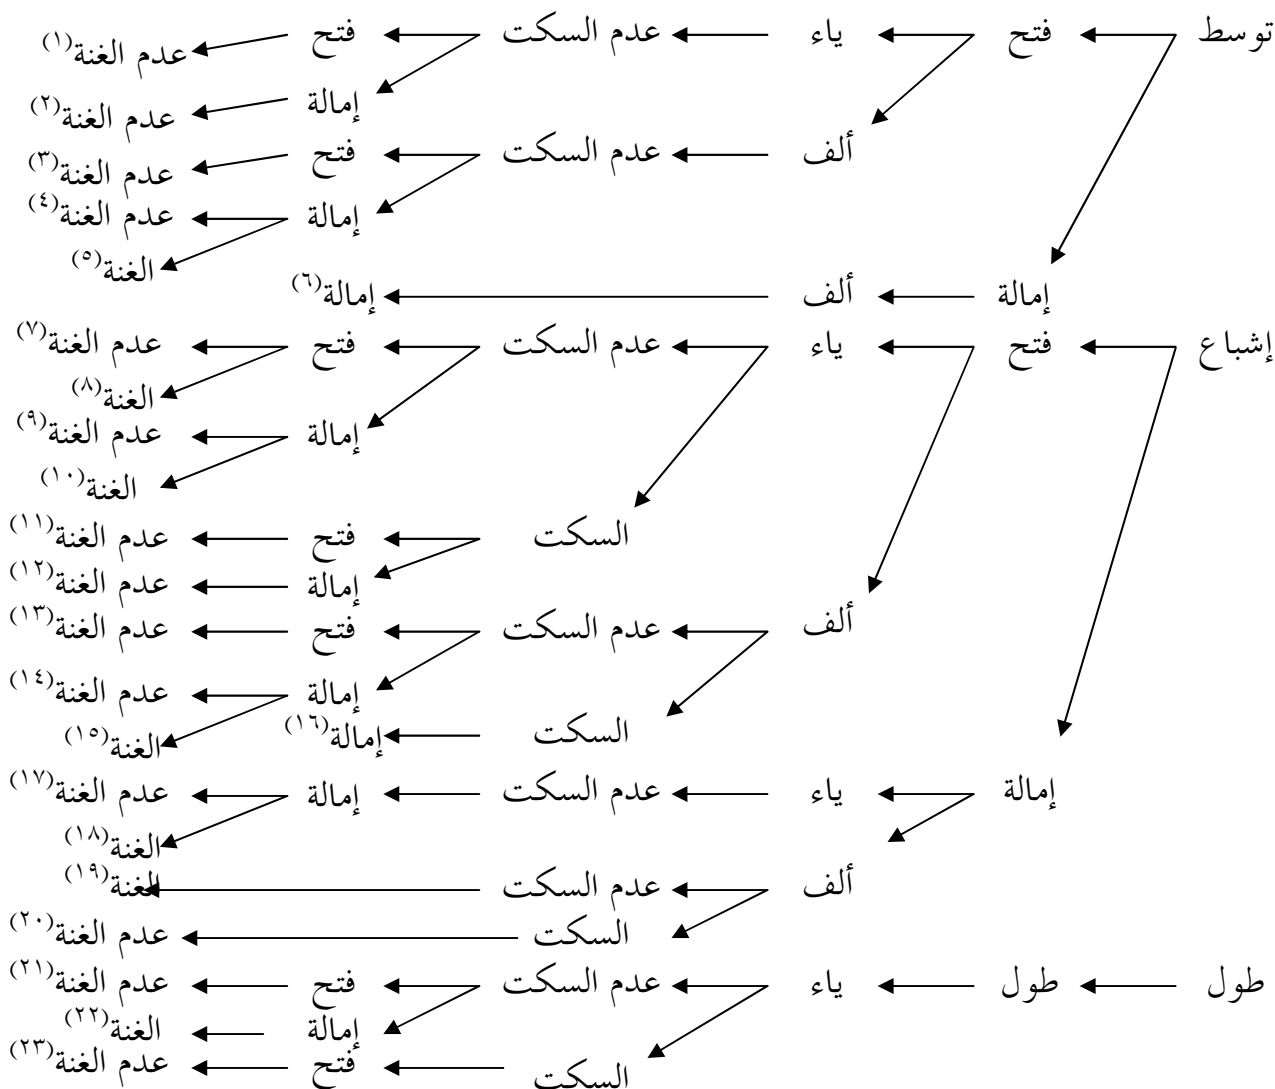 توسط فتح ياء عدم السكت فتح عدم الغنة(١)
إمالة عدم الغنة(٢)
ألف عدم السكت فتح عدم الغنة(٣)
إمالة عدم الغنة(٤)
الغنة(٥)
إمالة ألف إمالة(٦)
إشباع فتح ياء عدم السكت فتح عدم الغنة(٧)
الغنة(٨)
إمالة عدم الغنة(٩)
الغنة(١٠)
السكت فتح عدم الغنة(١١)
إمالة عدم الغنة(١٢)
ألف عدم السكت فتح عدم الغنة(١٣)
إمالة عدم الغنة(١٤)
السكت إمالة(١٦)
الغنة(١٥)
إمالة ياء عدم السكت إمالة عدم الغنة(١٧)
الغنة(١٨)
ألف عدم السكت الغنة(١٩)
السكت عدم الغنة(٢٠)
طول طول ياء عدم السكت فتح عدم الغنة(٢١)
إمالة الغنة(٢٢)
السكت فتح عدم الغنة(٢٣)